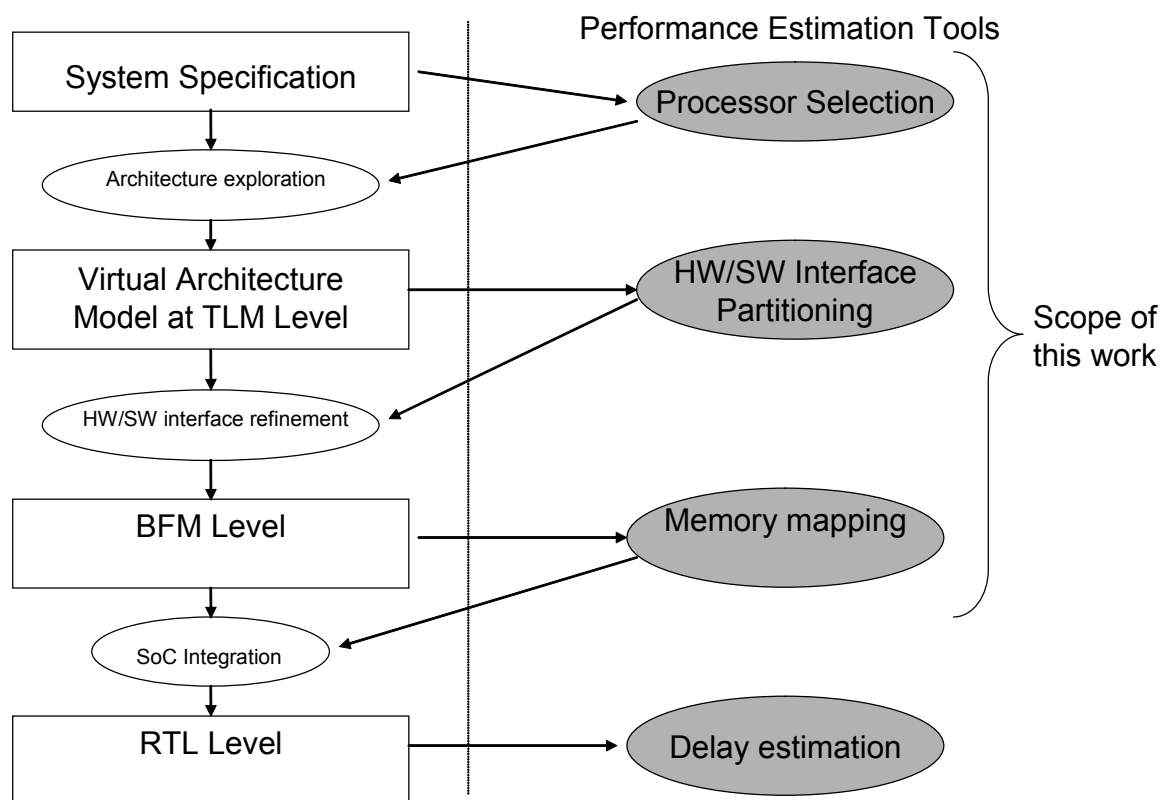 Performance Estimation Tools
System Specification
Processor Selection
Architecture exploration
Virtual Architecture
Model at TLM Level
HW/SW Interface
Partitioning
Scope of
this work
HW/SW interface refinement
BFM Level
Memory mapping
SoC Integration
RTL Level
Delay estimation